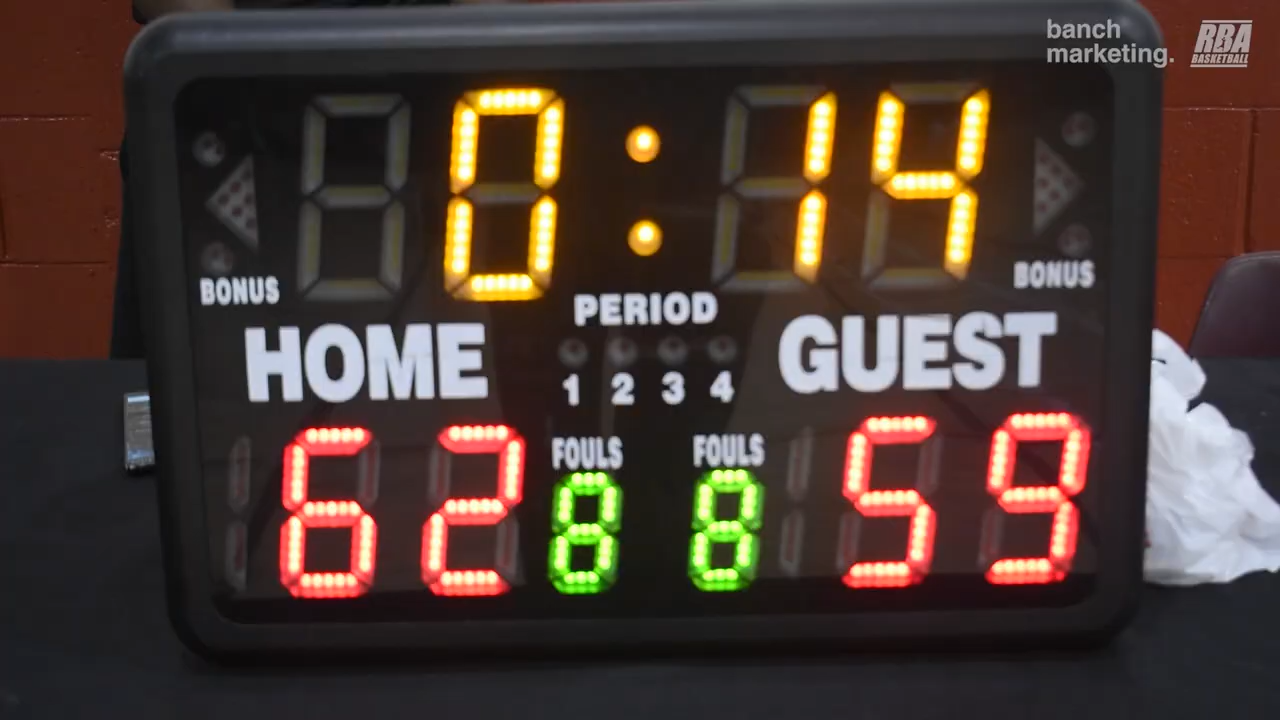 banch
marketing.
RBA
BASKETBALL
0:14
BONUS
BONUS
PERIOD
HOME
GUEST
1 2 3 4
FOULS
FOULS
62
8
8
59